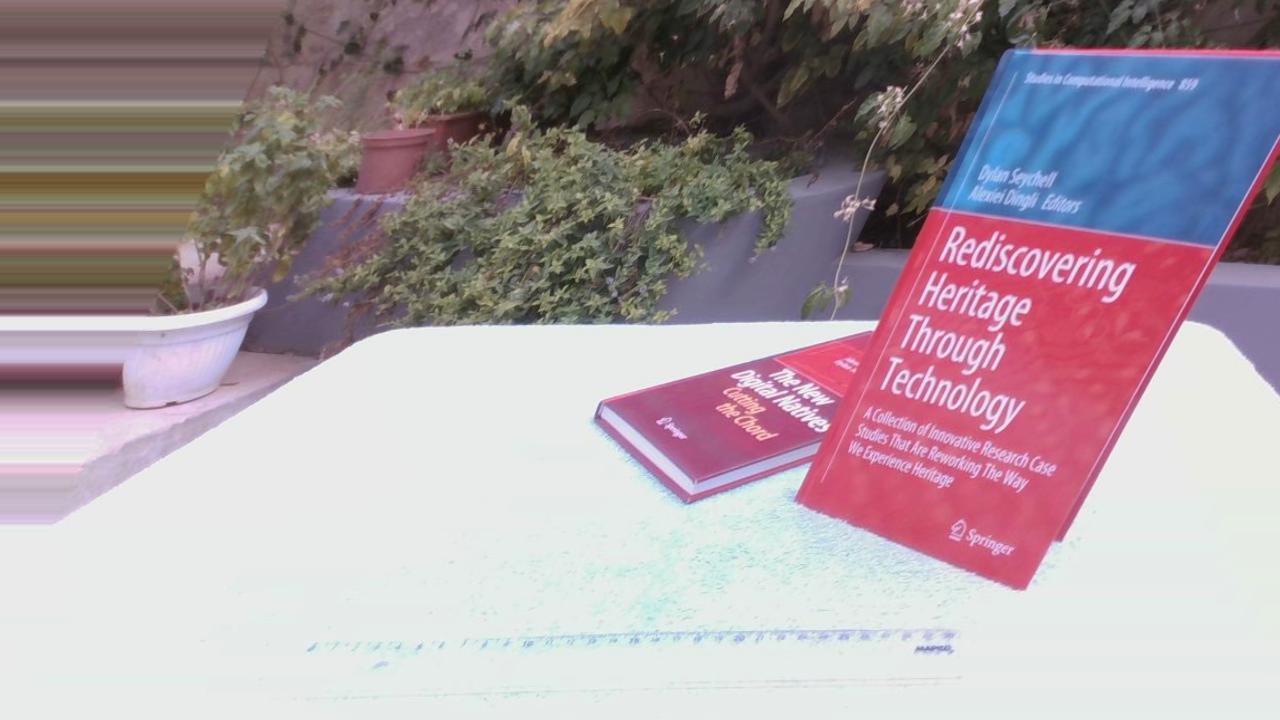 Studies in Computational Intelligence 859
Dylan Seychell
Alexiei Dingli Editors
Rediscovering
Heritage
Through
Technology
A Collection of Innovative Research Case
Studies That Are Reworking The Way
We Experience Heritage
Springer
The New
Digital Natives
Cutting
the Chord
Springer
MAPED